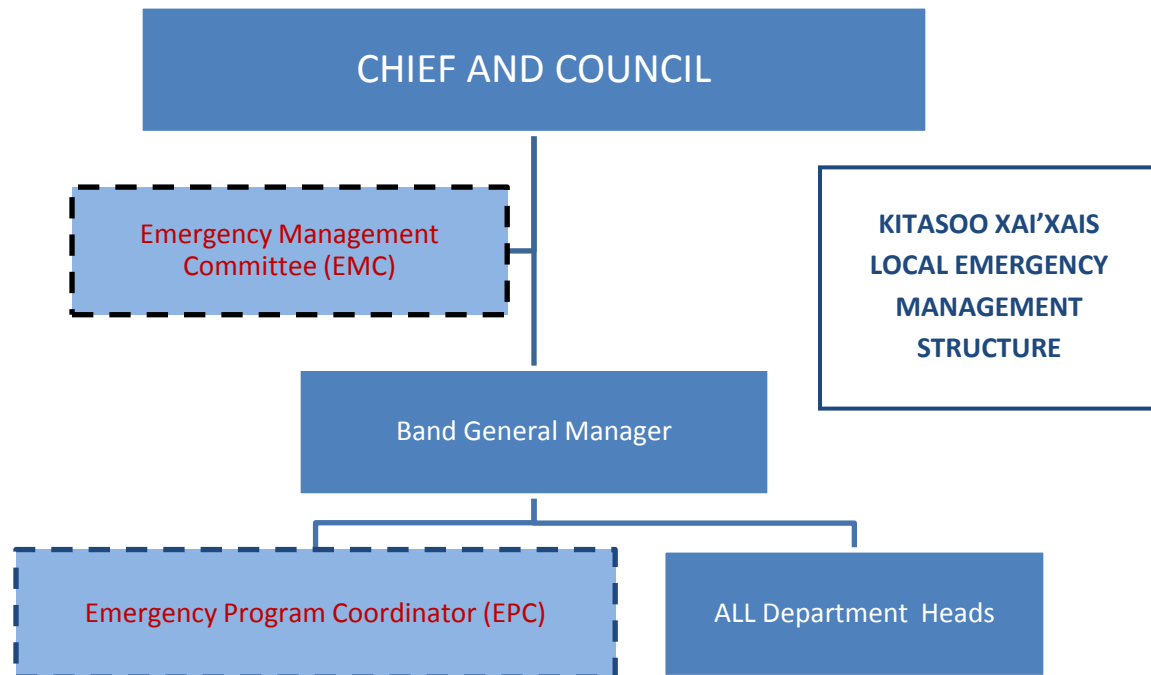 CHIEF AND COUNCIL
Emergency Management
Committee (EMC)
KITASOO XAI’XAIS
LOCAL EMERGENCY
MANAGEMENT
STRUCTURE
Band General Manager
Emergency Program Coordinator (EPC)
ALL Department  Heads